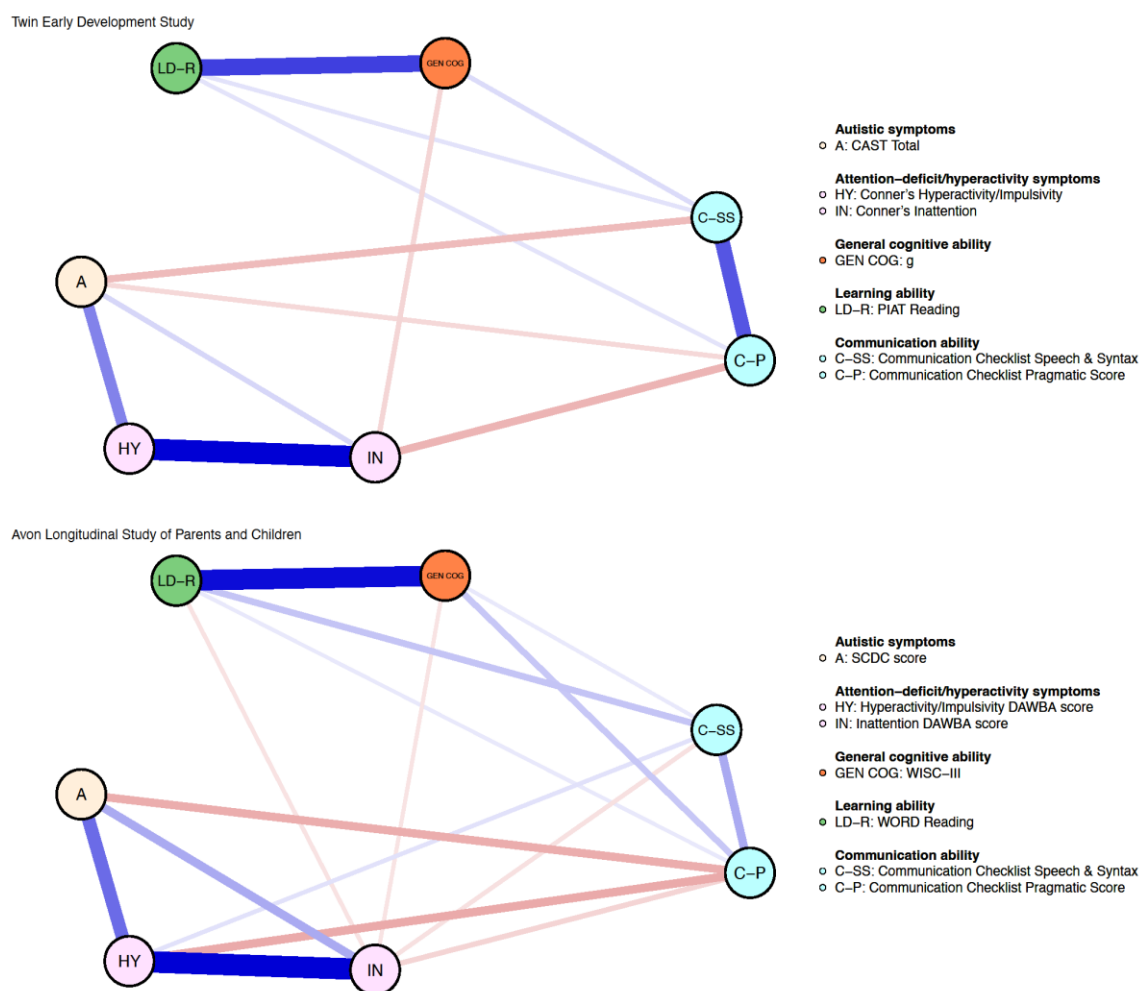 Twin Early Development Study
LD−R
GEN COG
C−SS
A
C−P
HY
IN
Autistic symptoms
A: CAST Total
Attention−deficit/hyperactivity symptoms
HY: Conner's Hyperactivity/Impulsivity
IN: Conner's Inattention
General cognitive ability
GEN COG: g
Learning ability
LD−R: PIAT Reading
Communication ability
C−SS: Communication Checklist Speech & Syntax
C−P: Communication Checklist Pragmatic Score
Avon Longitudinal Study of Parents and Children
LD−R
GEN COG
C−SS
A
C−P
HY
IN
Autistic symptoms
A: SCDC score
Attention−deficit/hyperactivity symptoms
HY: Hyperactivity/Impulsivity DAWBA score
IN: Inattention DAWBA score
General cognitive ability
GEN COG: WISC−III
Learning ability
LD−R: WORD Reading
Communication ability
C−SS: Communication Checklist Speech & Syntax
C−P: Communication Checklist Pragmatic Score